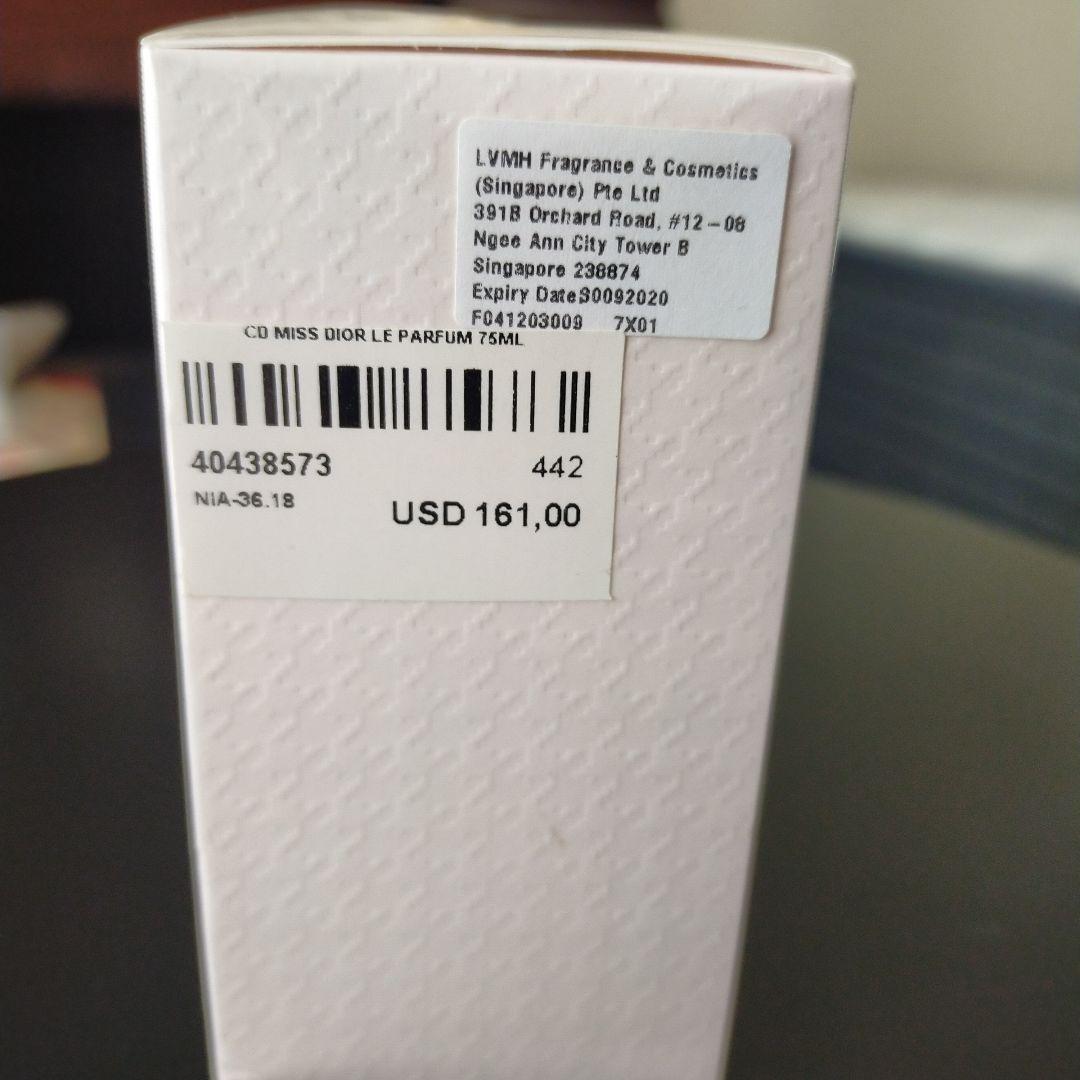 LVMH Fragrance & Cosmetics
(Singapore) Pte Ltd
391B Orchard Road, #12-08
Ngee Ann City Tower B
Singapore 238874
Expiry Date30092020
F041203009 7X01
CD MISS DIOR LE PARFUM 75ML
40438573 442
NIA-36.18
USD 161,00